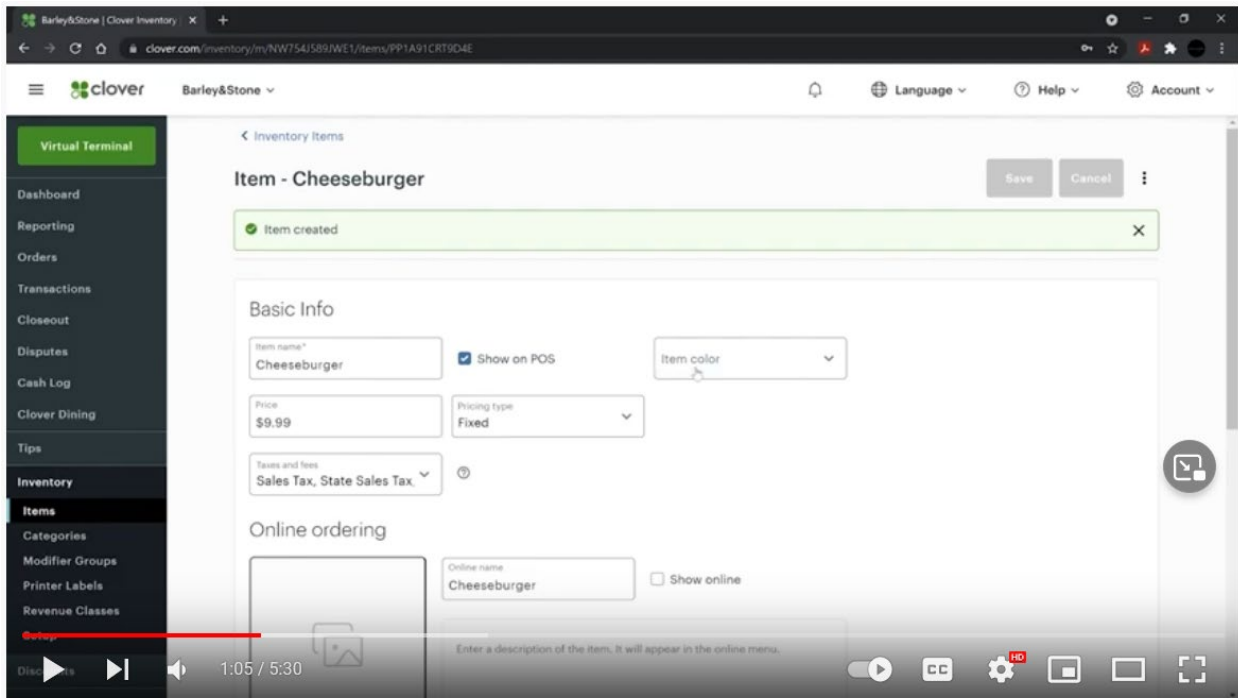 Barley&Stone | Clover Inventory
clover.com/inventory/m/NW754J589JWE1/items/PP1A91CRT9D4E
clover
Barley&Stone
Language
Help
Account
Virtual Terminal
Dashboard
Reporting
Orders
Transactions
Closeout
Disputes
Cash Log
Clover Dining
Tips
Inventory
Items
Categories
Modifier Groups
Printer Labels
Revenue Classes
Setup
Inventory Items
Item - Cheeseburger
Save
Cancel
Item created
Basic Info
Item name*
Cheeseburger
Show on POS
Item color
Price
$9.99
Pricing type
Fixed
Taxes and fees
Sales Tax, State Sales Tax,
Online ordering
Online name
Cheeseburger
Show online
Enter a description of the item. It will appear in the online menu.
1:05 / 5:30
CC
HD